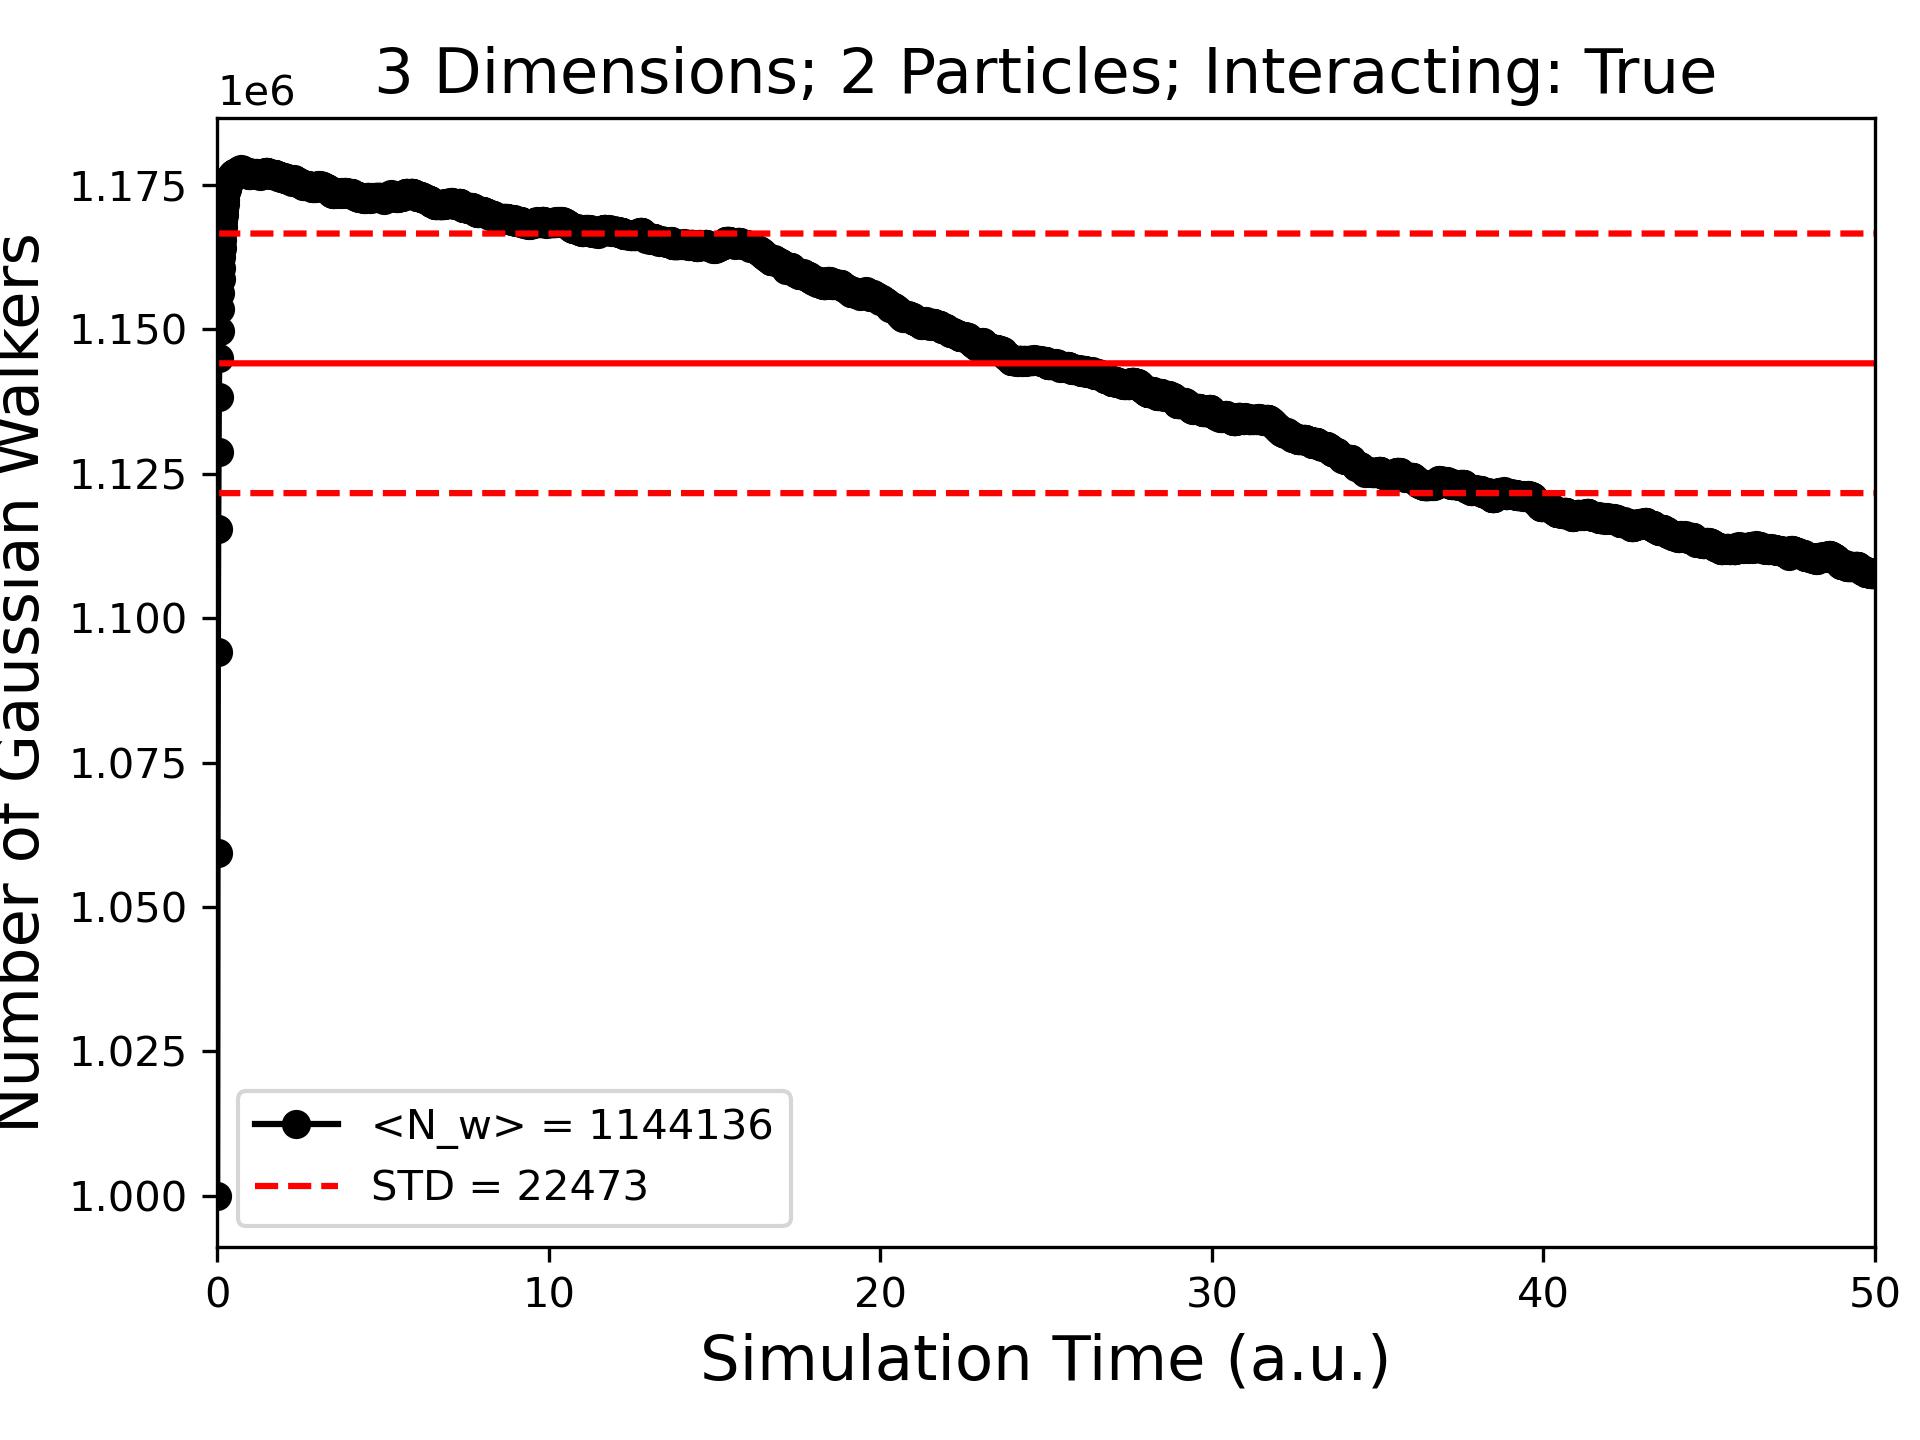 3 Dimensions; 2 Particles; Interacting: True
1e6
Number of Gaussian Walkers
1.175
1.150
1.125
1.100
1.075
1.050
1.025
1.000
<N_w> = 1144136
STD = 22473
0 10 20 30 40 50
Simulation Time (a.u.)